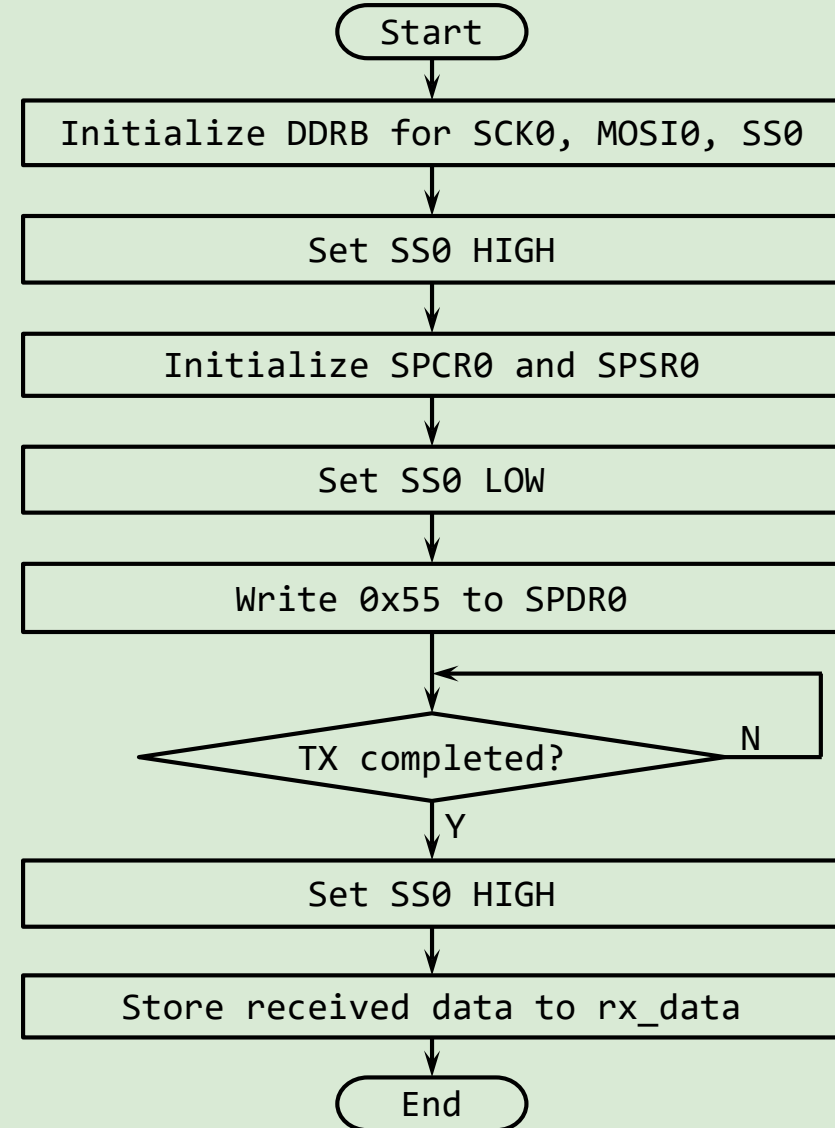 Start
Initialize DDRB for SCK0, MOSI0, SS0
Set SS0 HIGH
Initialize SPCR0 and SPSR0
Set SS0 LOW
Write 0x55 to SPDR0
TX completed?
N
Y
Set SS0 HIGH
Store received data to rx_data
End